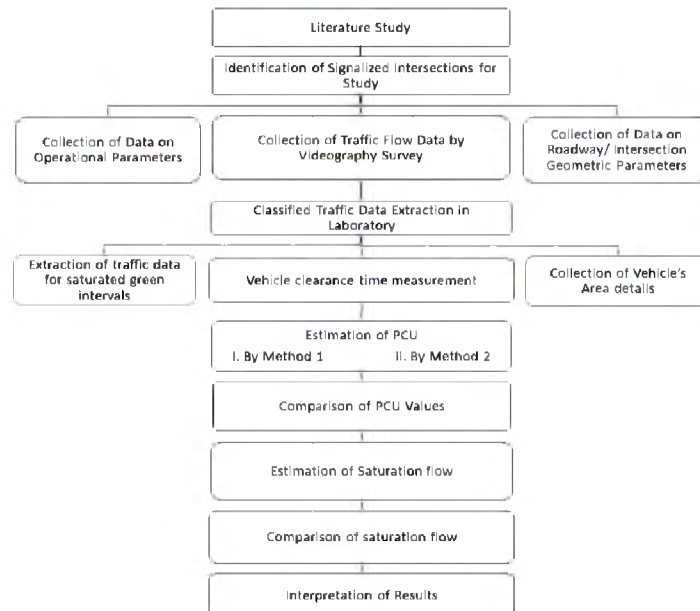 Literature Study
Identification of Signalized Intersections for
Study
Collection of Data on
Operational Parameters
Collection of Traffic Flow Data by
Videography Survey
Collection of Data on
Roadway/ Intersection
Geometric Parameters
Classified Traffic Data Extraction in
Laboratory
Extraction of traffic data
for saturated green
intervals
Vehicle clearance time measurement
Collection of Vehicle's
Area details
Estimation of PCU
i. By Method 1 ii. By Method 2
Comparison of PCU Values
Estimation of Saturation flow
Comparison of saturation flow
Interpretation of Results